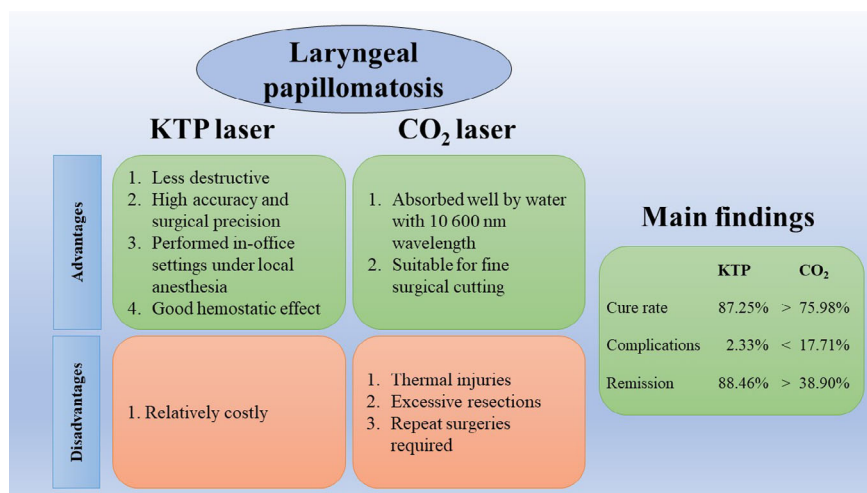 Laryngeal
papillomatosis
KTP laser
CO₂ laser
Advantages
1. Less destructive
2. High accuracy and
surgical precision
3. Performed in-office
settings under local
anesthesia
4. Good hemostatic effect
1. Absorbed well by water
with 10 600 nm
wavelength
2. Suitable for fine
surgical cutting
Disadvantages
1. Relatively costly
1. Thermal injuries
2. Excessive resections
3. Repeat surgeries
required
Main findings
KTP CO₂
Cure rate 87.25% > 75.98%
Complications 2.33% < 17.71%
Remission 88.46% > 38.90%